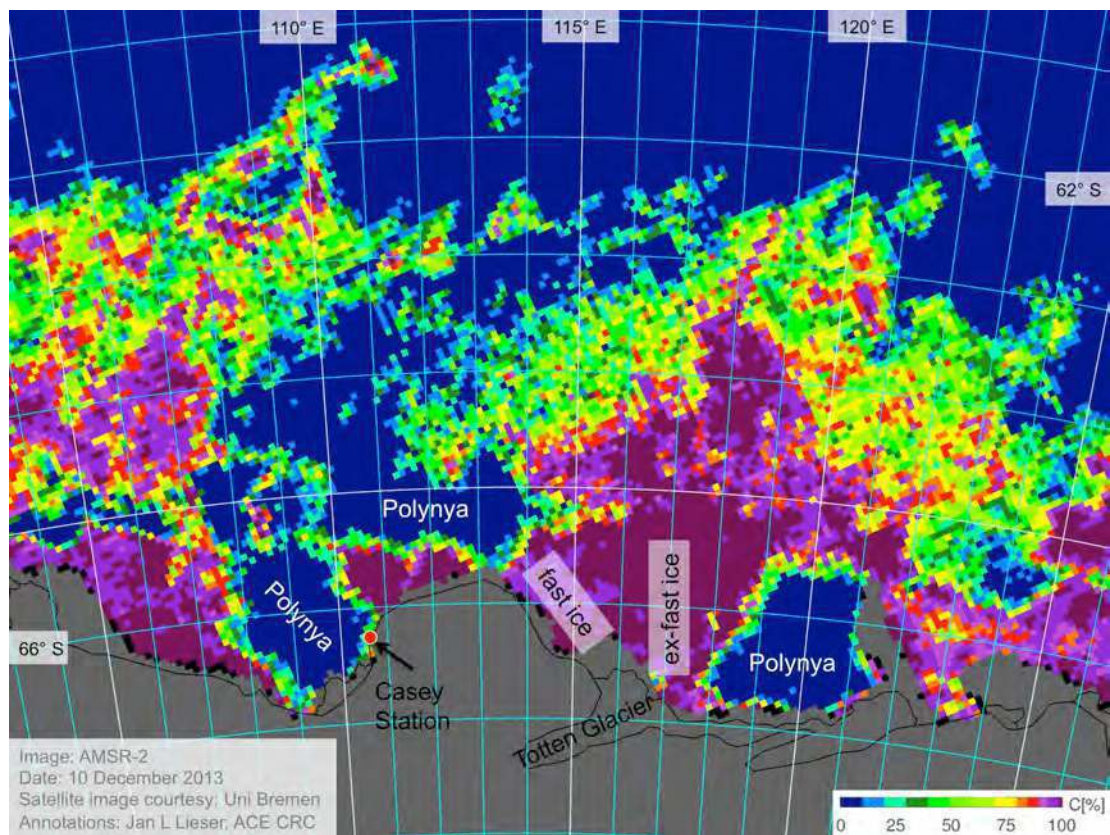 110° E
115° E
120° E
62° S
Polynya
Polynya
fast ice
ex-fast ice
66° S
Polynya
Casey
Station
Totten Glacier
Image: AMSR-2
Date: 10 December 2013
Satellite image courtesy: Uni Bremen
Annotations: Jan L Lieser, ACE CRC
C[%]
0 25 50 75 100